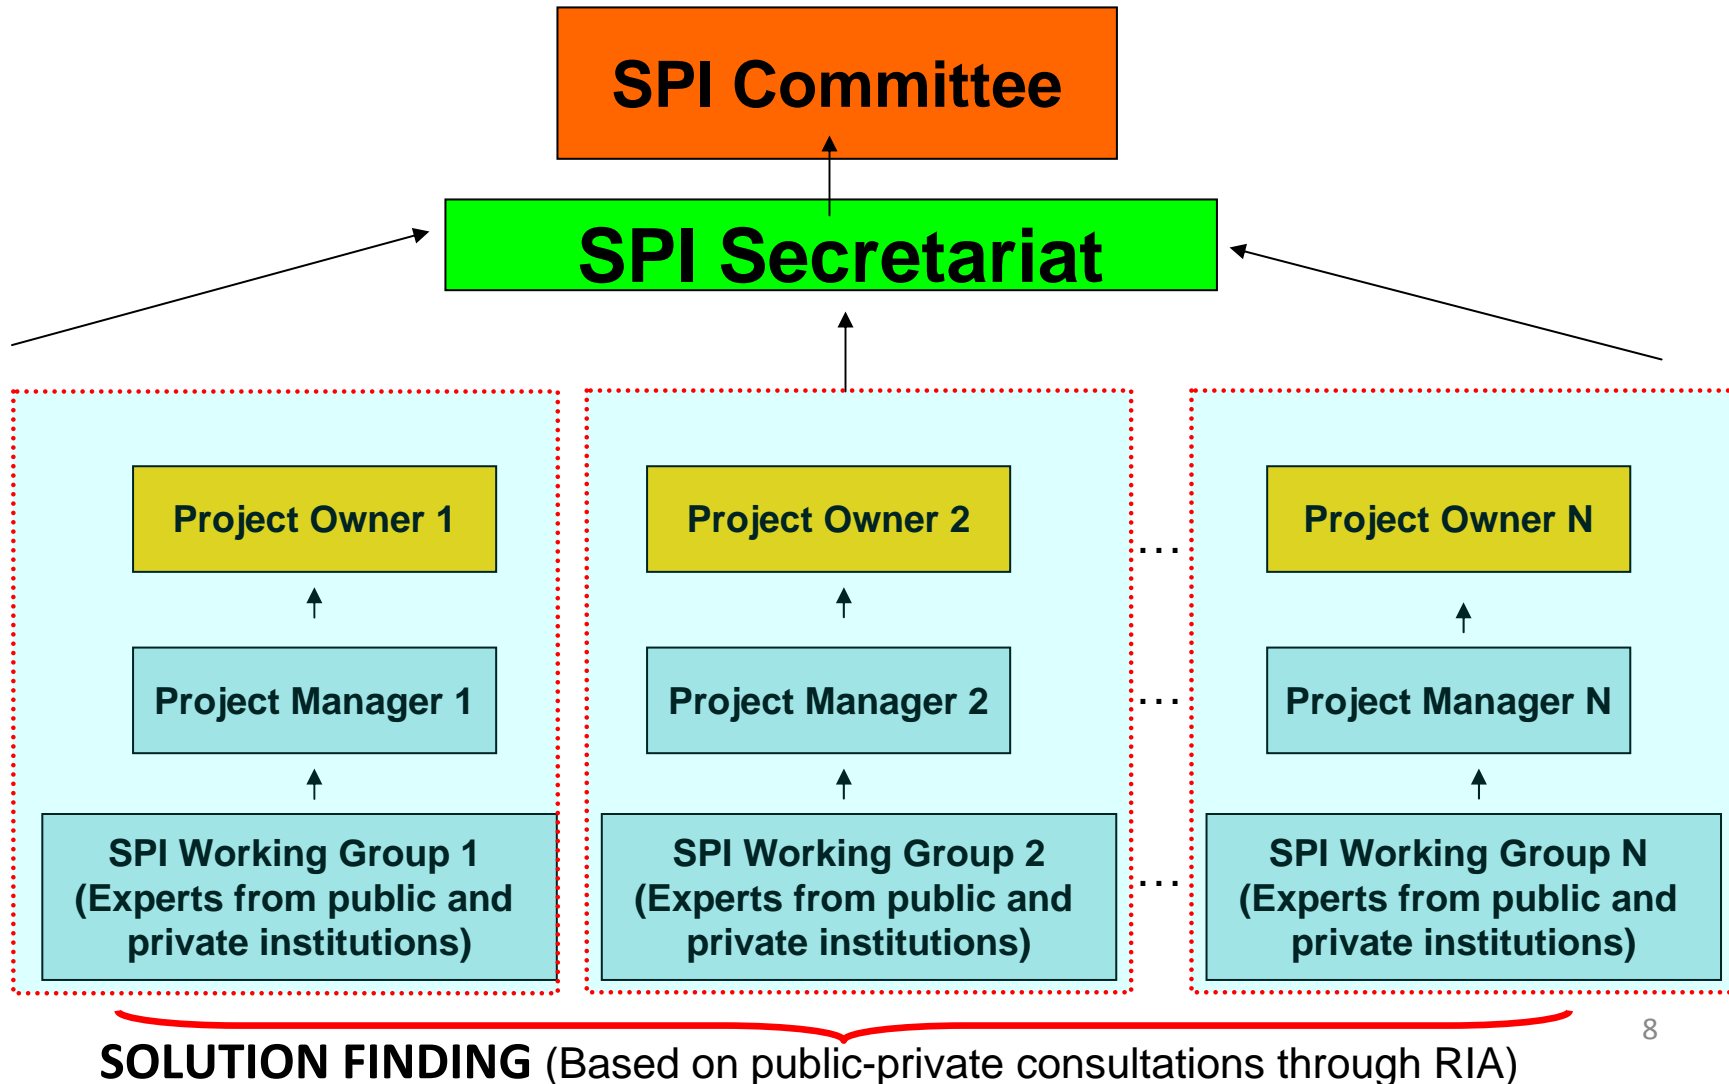 SPI Committee
SPI Secretariat
Project Owner 1
Project Owner 2
...
Project Owner N
Project Manager 1
Project Manager 2
...
Project Manager N
SPI Working Group 1
(Experts from public and
private institutions)
SPI Working Group 2
(Experts from public and
private institutions)
...
SPI Working Group N
(Experts from public and
private institutions)
8
SOLUTION FINDING (Based on public-private consultations through RIA)